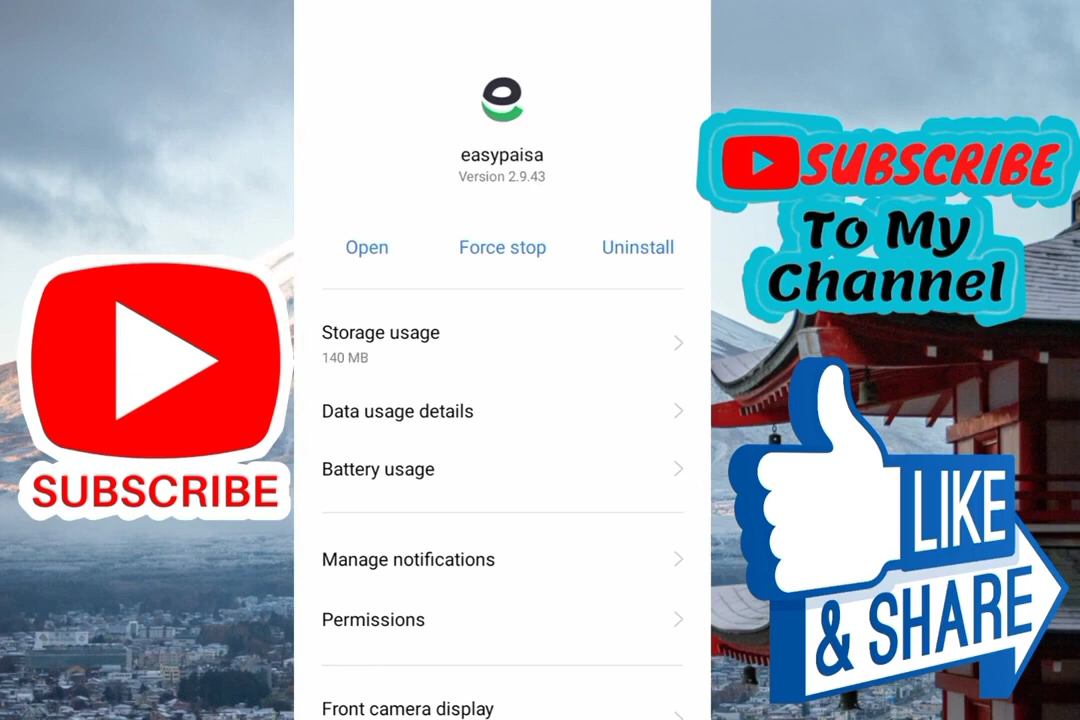 easypaisa
Version 2.9.43
Open
Force stop
Uninstall
Storage usage
140 MB
Data usage details
Battery usage
Manage notifications
Permissions
Front camera display
SUBSCRIBE
SUBSCRIBE
To My
Channel
LIKE
& SHARE